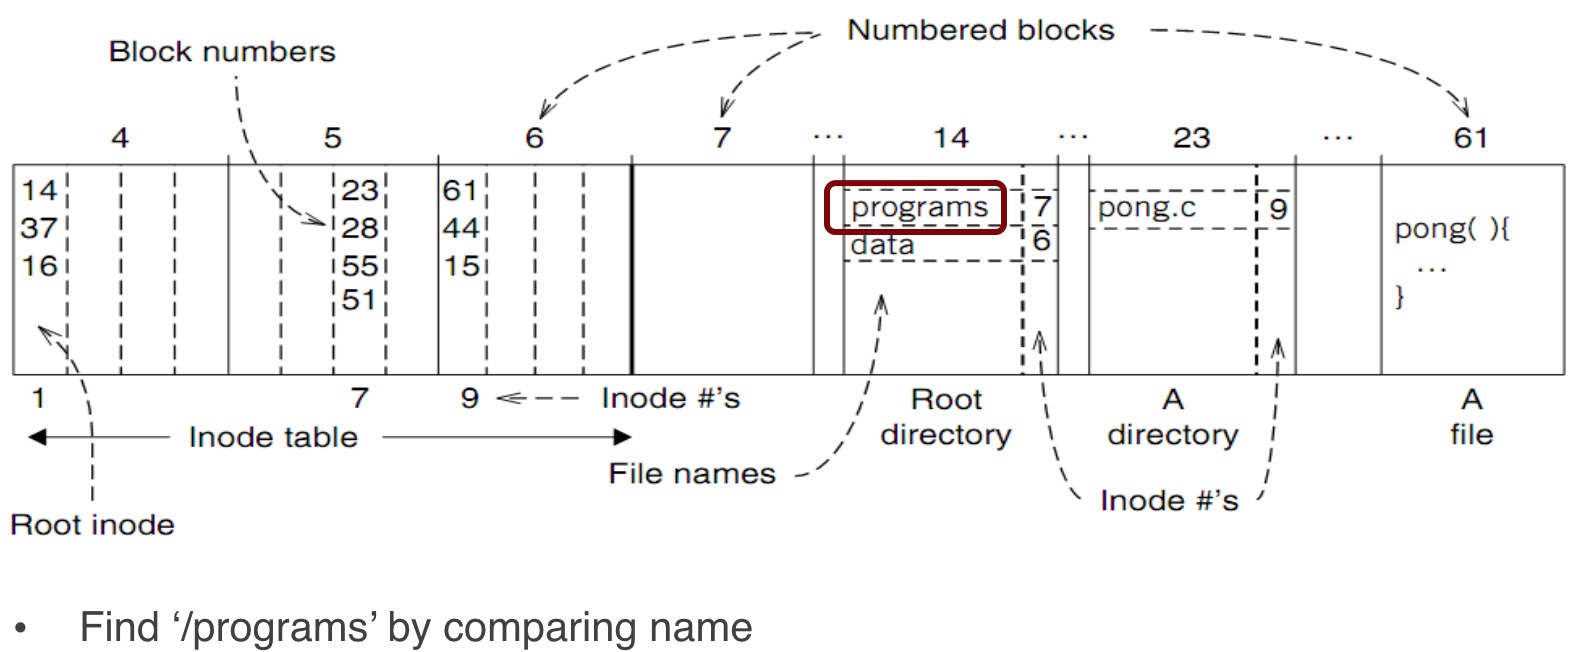 Numbered blocks
Block numbers
4 5 6 7 ... 14 ... 23 ... 61
14 23 61
37 28 44
16 55 15
51
programs 7 pong.c 9
data 6
pong( ){
...
}
1 7 9 Inode #'s
Root directory
A directory
A file
Inode table
File names
Inode #'s
Root inode
• Find ‘/programs’ by comparing name